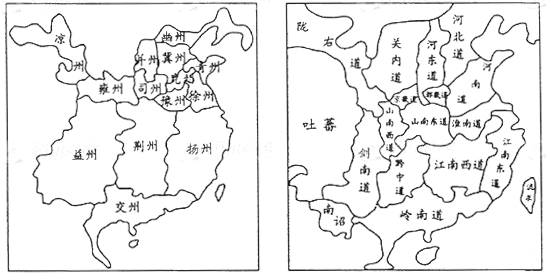 凉州
幽州
并州
冀州
青州
兖州
雍州
司州
豫州
徐州
益州
荆州
扬州
交州
陇右道
关内道
河东道
河北道
河南道
京畿道
都畿道
山南西道
山南东道
淮南道
吐蕃
剑南道
黔中道
江南西道
江南东道
南诏
岭南道
流求